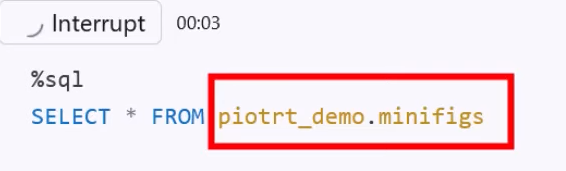 Interrupt 00:03
%sql
SELECT * FROM piotrt_demo.minifigs